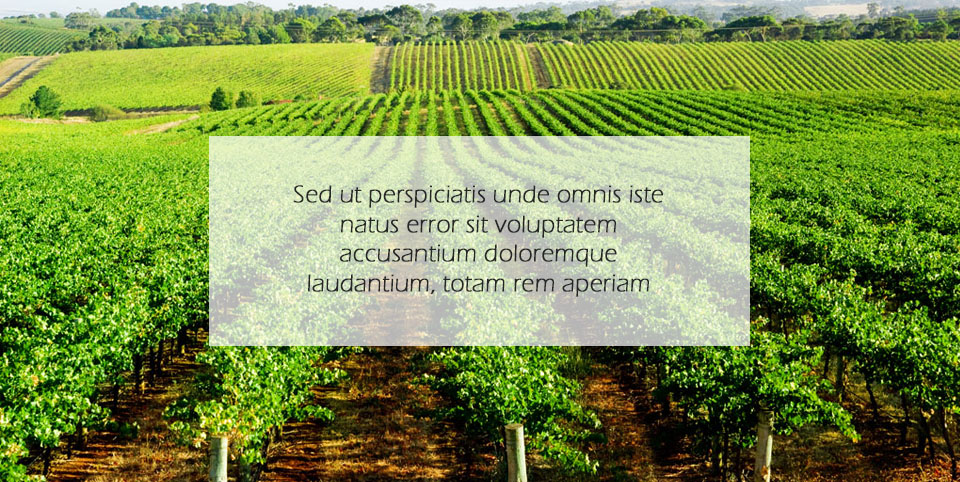 Sed ut perspiciatis unde omnis iste
natus error sit voluptatem
accusantium doloremque
laudantium, totam rem aperiam